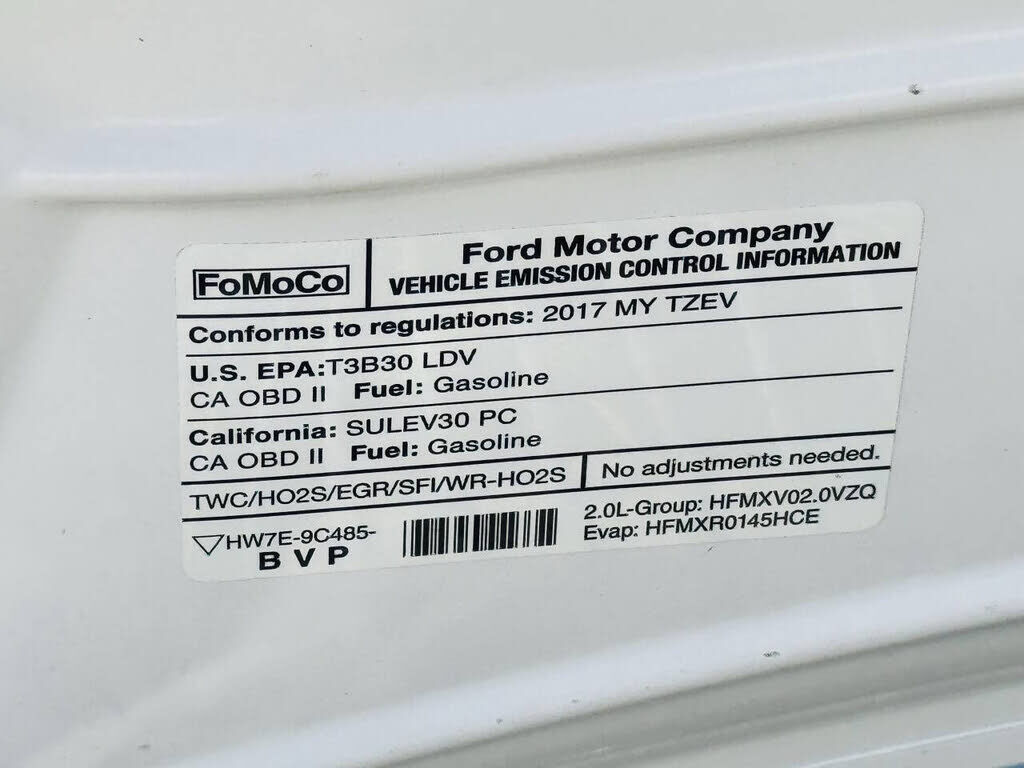 FoMoCo
Ford Motor Company
VEHICLE EMISSION CONTROL INFORMATION
Conforms to regulations: 2017 MY TZEV
U.S. EPA:T3B30 LDV
CA OBD II Fuel: Gasoline
California: SULEV30 PC
CA OBD II Fuel: Gasoline
TWC/HO2S/EGR/SFI/WR-HO2S
No adjustments needed.
HW7E-9C485-
B V P
2.0L-Group: HFMXV02.0VZQ
Evap: HFMXR0145HCE